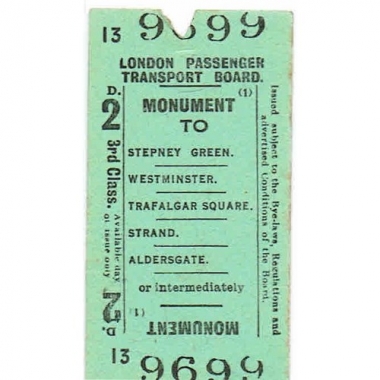 13 9699
LONDON PASSENGER
TRANSPORT BOARD.
D.
2
3rd Class.
Available day
of issue only
2
D.
MONUMENT (1)
TO
STEPNEY GREEN.
WESTMINSTER.
TRAFALGAR SQUARE.
STRAND.
ALDERSGATE.
or intermediately
(1)
MONUMENT
Issued subject to the Bye-laws, Regulations and
advertised Conditions of the Board.
13 9699